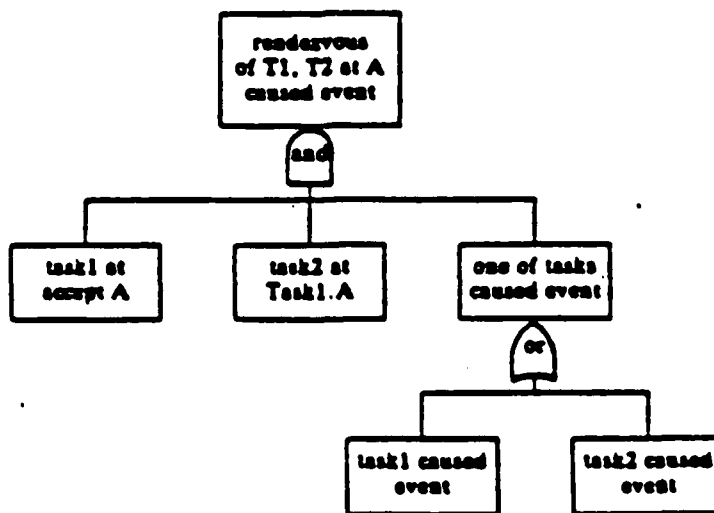 rendezvous
of T1, T2 at A
caused event
and
task1 at
accept A
task2 at
Task1.A
one of tasks
caused event
or
task1 caused
event
task2 caused
event